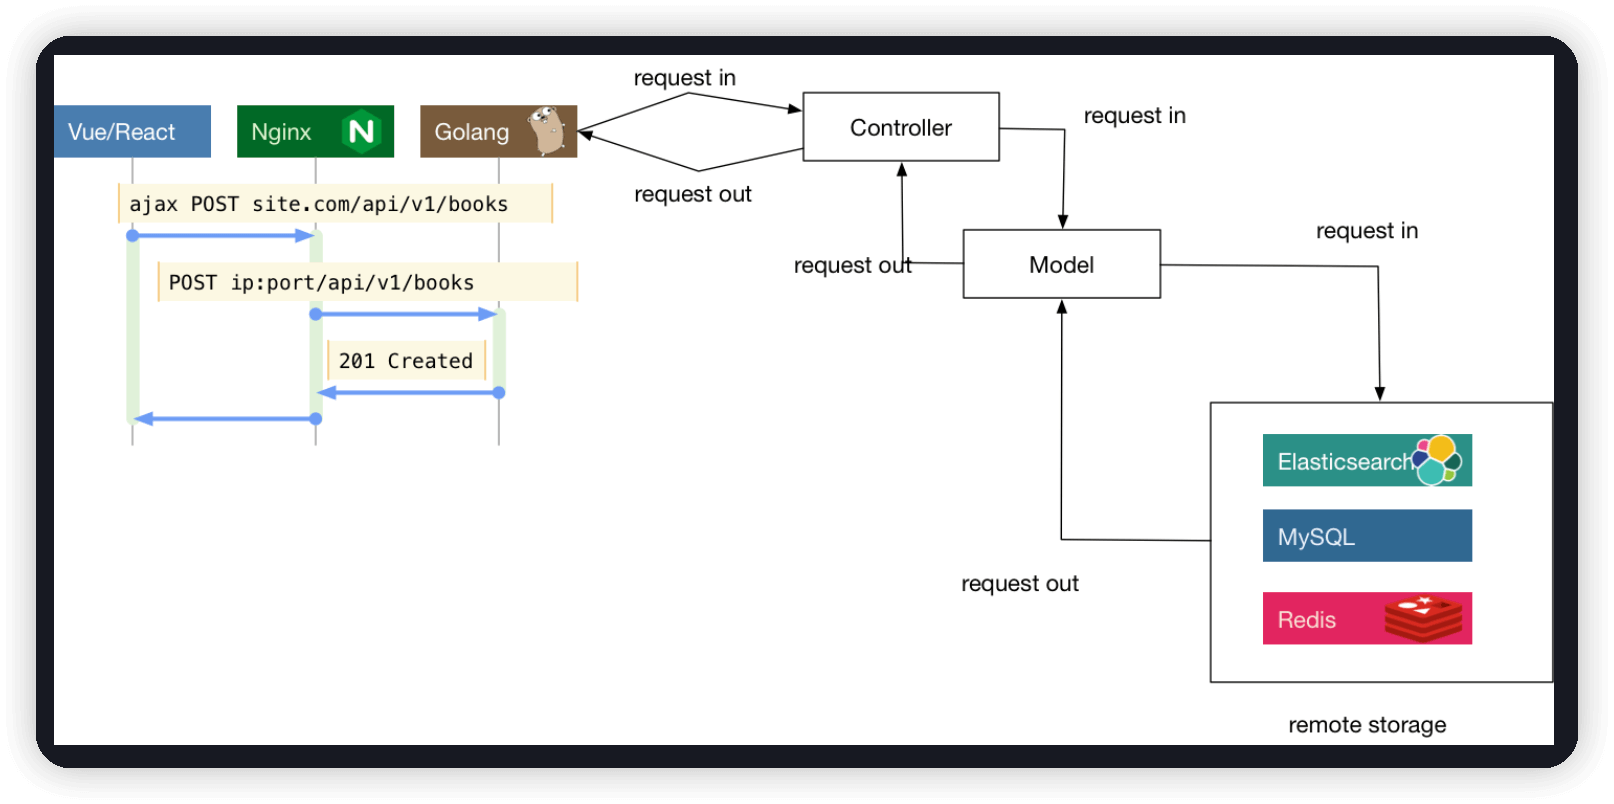 Vue/React
Nginx
Golang
ajax POST site.com/api/v1/books
POST ip:port/api/v1/books
201 Created
request in
request out
Controller
request in
request out
Model
request in
request out
Elasticsearch
MySQL
Redis
remote storage